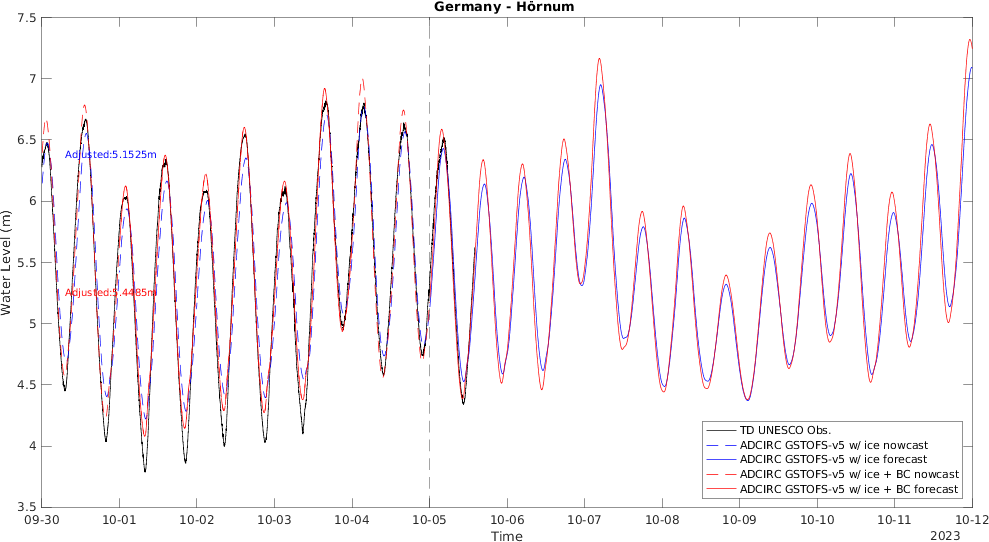 Germany - Hörnum
7.5
7
6.5
6
5.5
5
4.5
4
3.5
Water Level (m)
Adjusted:5.1525m
Adjusted:5.4485m
TD UNESCO Obs.
ADCIRC GSTOFS-v5 w/ ice nowcast
ADCIRC GSTOFS-v5 w/ ice forecast
ADCIRC GSTOFS-v5 w/ ice + BC nowcast
ADCIRC GSTOFS-v5 w/ ice + BC forecast
09-30 10-01 10-02 10-03 10-04 10-05 10-06 10-07 10-08 10-09 10-10 10-11 10-12
Time
2023